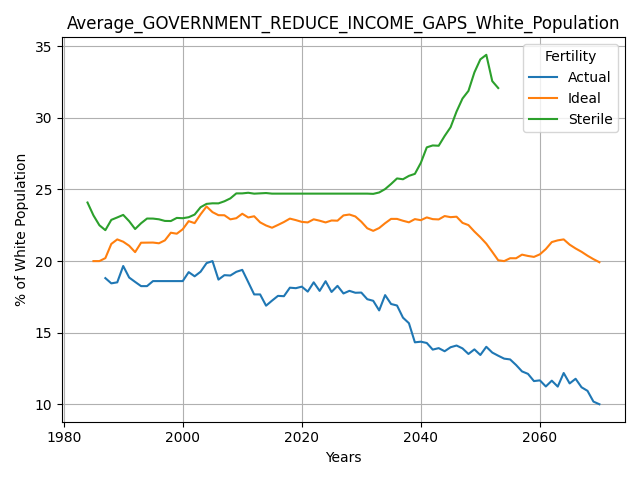 Average_GOVERNMENT_REDUCE_INCOME_GAPS_White_Population
Fertility
Actual
Ideal
Sterile
% of White Population
35
30
25
20
15
10
1980
2000
2020
2040
2060
Years